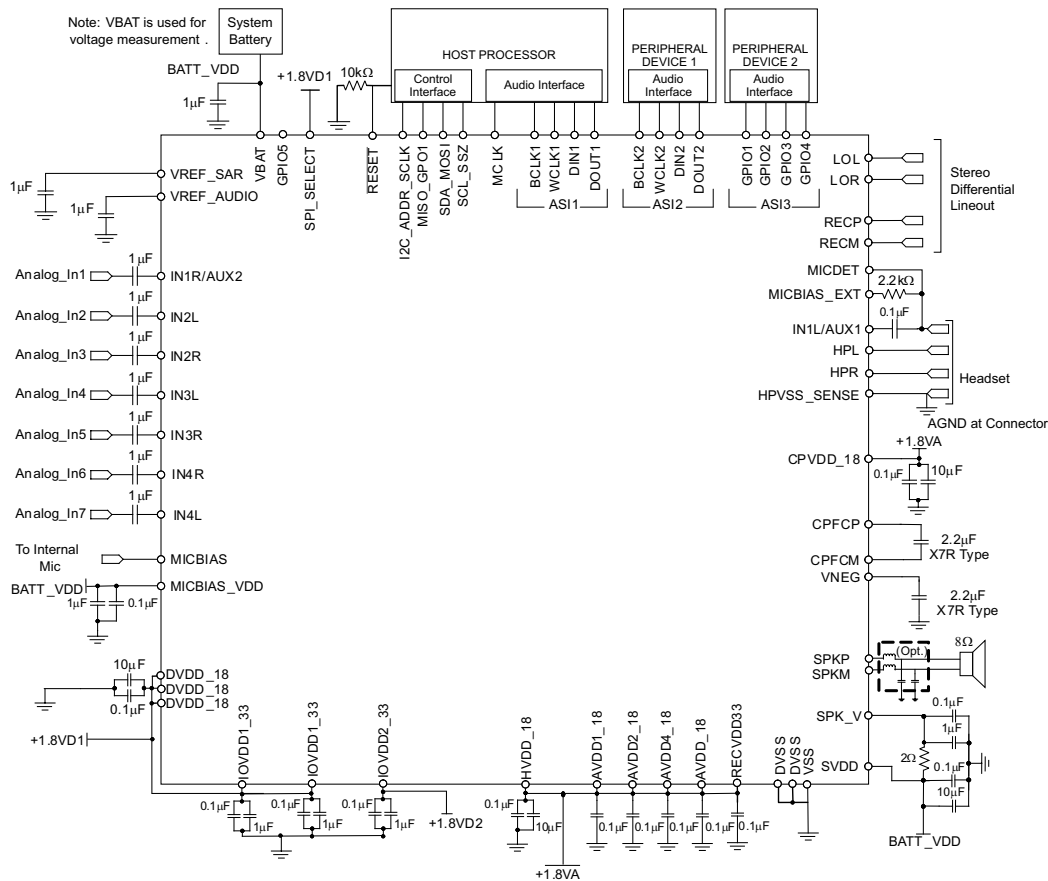 Note: VBAT is used for
voltage measurement .
System
Battery
BATT_VDD
1μF
+1.8VD1
10kΩ
HOST PROCESSOR
Control
Interface
Audio Interface
PERIPHERAL
DEVICE 1
Audio
Interface
PERIPHERAL
DEVICE 2
Audio
Interface
VBAT
GPIO5
SPI_SELECT
RESET
I2C_ADDR_SCLK
MISO_GPO1
SDA_MOSI
SCL_SSZ
MCLK
BCLK1
WCLK1
DIN1
DOUT1
ASI1
BCLK2
WCLK2
DIN2
DOUT2
ASI2
GPIO1
GPIO2
GPIO3
GPIO4
ASI3
1μF
VREF_SAR
1μF
VREF_AUDIO
Analog_In1
1μF
IN1R/AUX2
Analog_In2
1μF
IN2L
Analog_In3
1μF
IN2R
Analog_In4
1μF
IN3L
Analog_In5
1μF
IN3R
Analog_In6
1μF
IN4R
Analog_In7
1μF
IN4L
To Internal
Mic
MICBIAS
BATT_VDD
MICBIAS_VDD
1μF
0.1μF
10μF
0.1μF
DVDD_18
DVDD_18
DVDD_18
+1.8VD1
LOL
LOR
RECP
RECM
Stereo
Differential
Lineout
MICDET
MICBIAS_EXT
2.2kΩ
0.1μF
IN1L/AUX1
HPL
HPR
HPVSS_SENSE
Headset
AGND at Connector
+1.8VA
CPVDD_18
0.1μF
10μF
CPFCP
CPFCM
2.2μF
X7R Type
VNEG
2.2μF
X7R Type
SPKP
SPKM
(Opt.)
8Ω
SPK_V
0.1μF
1μF
2Ω
SVDD
0.1μF
10μF
BATT_VDD
IOVDD1_33
IOVDD1_33
IOVDD2_33
0.1μF
1μF
0.1μF
1μF
0.1μF
1μF
+1.8VD2
HVDD_18
AVDD1_18
AVDD2_18
AVDD4_18
AVDD_18
RECVDD33
DVSS
DVSS
VSS
0.1μF
10μF
0.1μF
0.1μF
0.1μF
0.1μF
0.1μF
+1.8VA